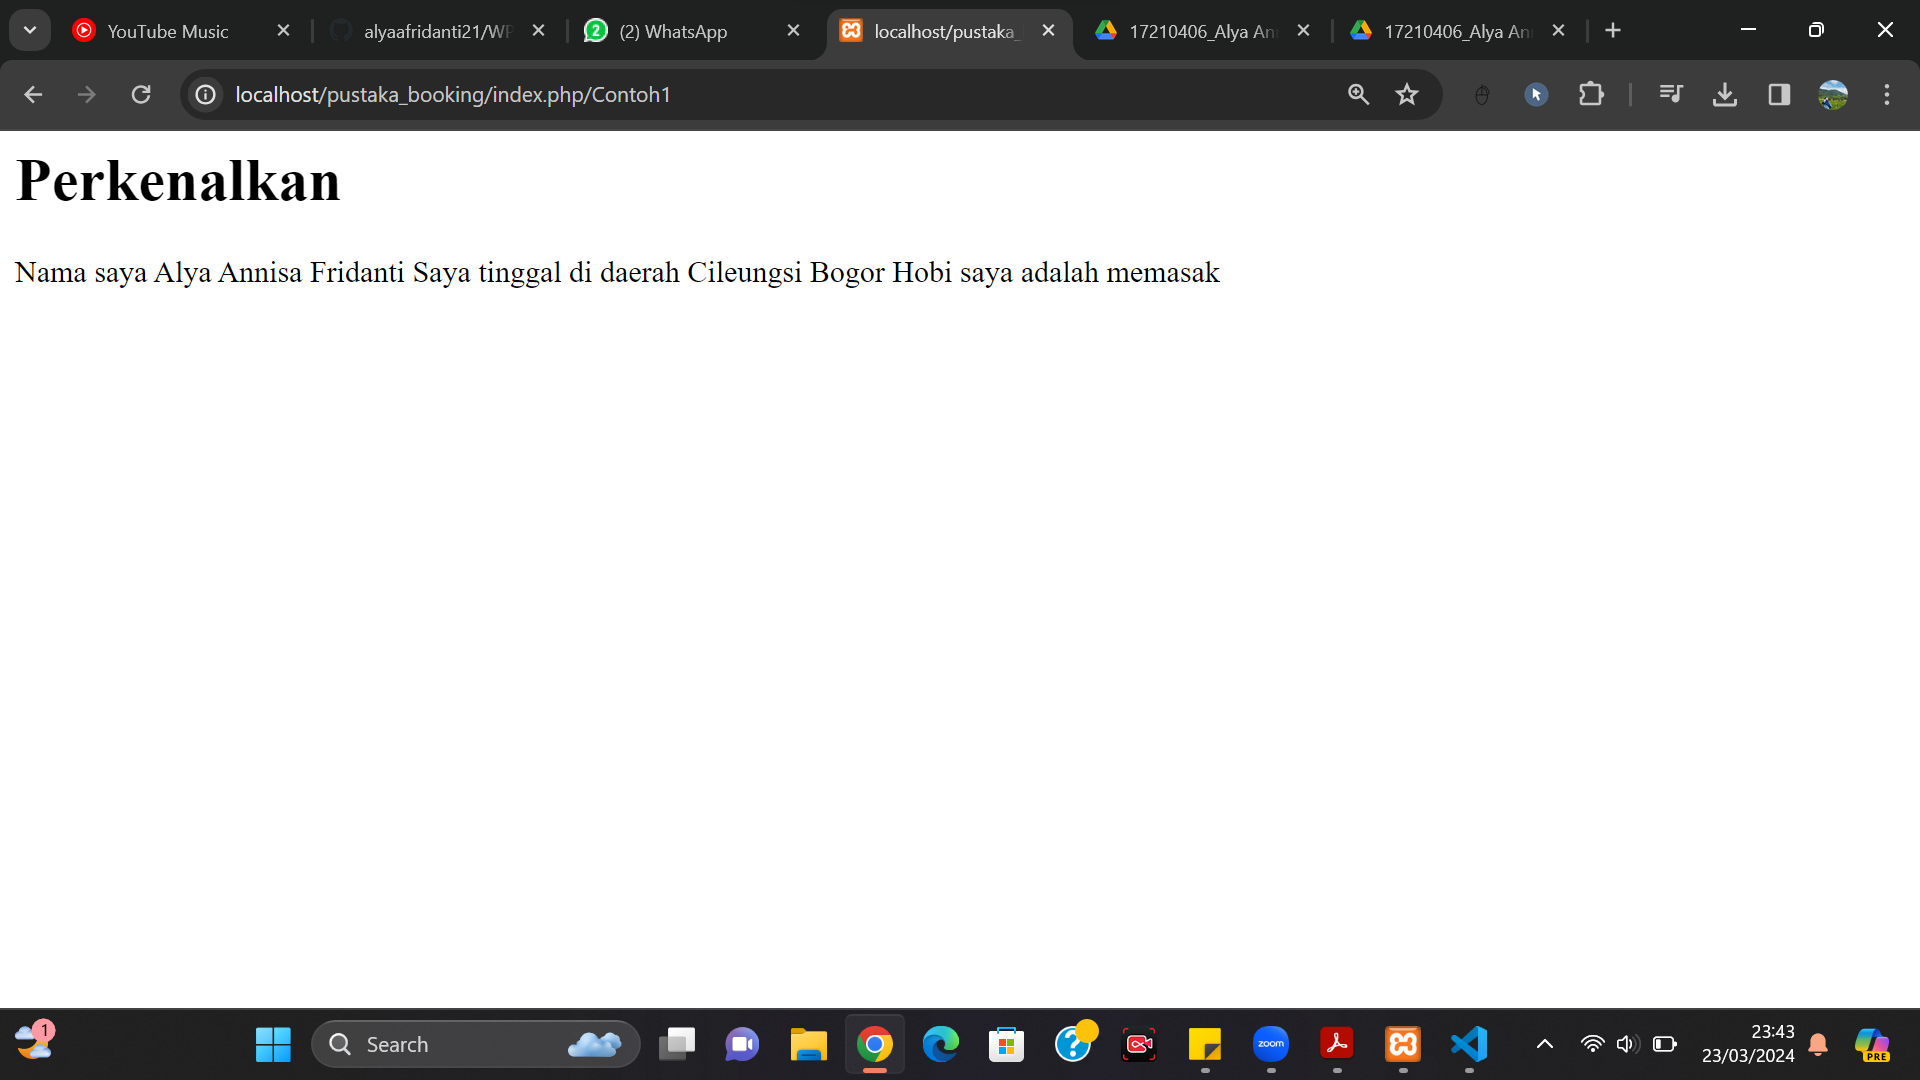 YouTube Music
alyaafridanti21/WP
(2) WhatsApp
localhost/pustaka_
17210406_Alya An
17210406_Alya An
localhost/pustaka_booking/index.php/Contoh1
Perkenalkan
Nama saya Alya Annisa Fridanti Saya tinggal di daerah Cileungsi Bogor Hobi saya adalah memasak
1
Search
zoom
23:43
23/03/2024
PRE